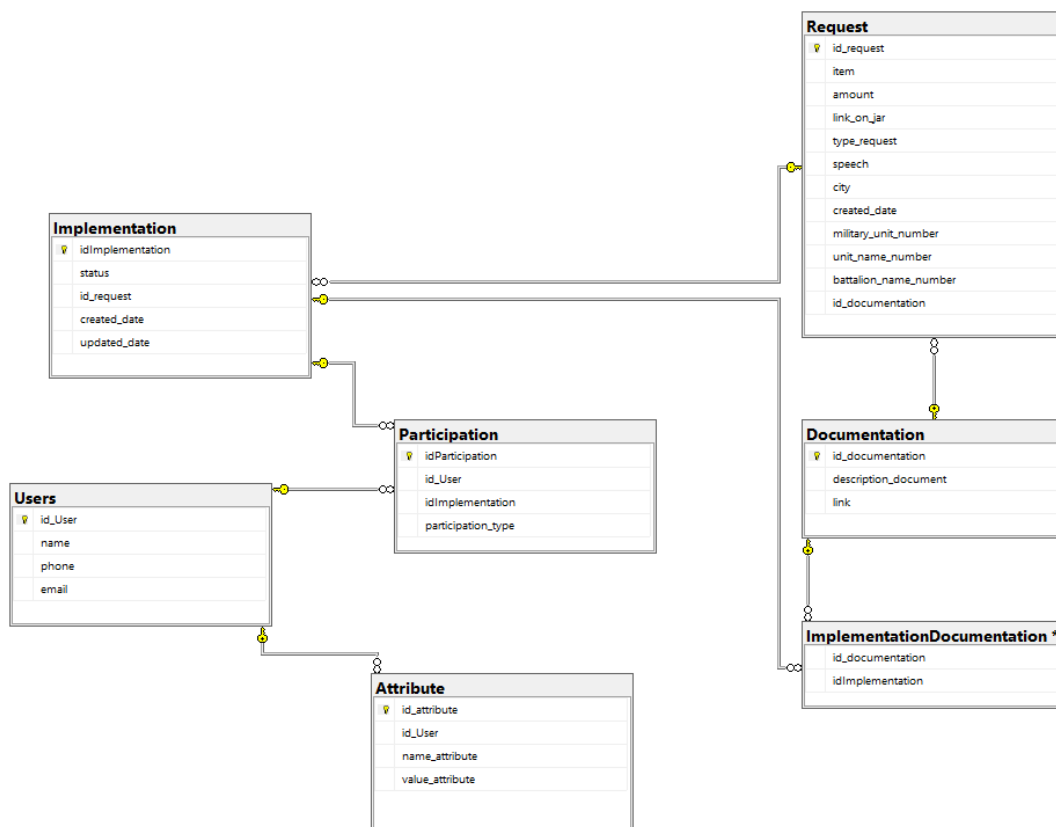 Request
id_request
item
amount
link_on_jar
type_request
speech
city
created_date
military_unit_number
unit_name_number
battalion_name_number
id_documentation
Implementation
idImplementation
status
id_request
created_date
updated_date
Participation
idParticipation
id_User
idImplementation
participation_type
Documentation
id_documentation
description_document
link
Users
id_User
name
phone
email
ImplementationDocumentation *
id_documentation
idImplementation
Attribute
id_attribute
id_User
name_attribute
value_attribute